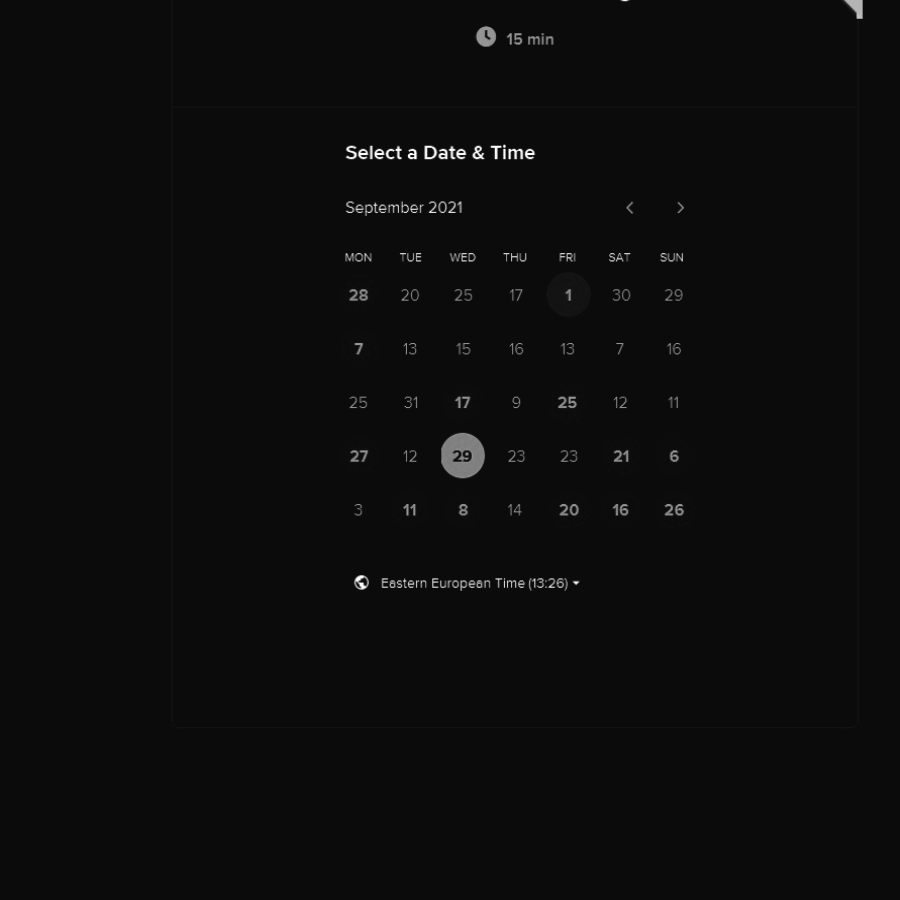 15 min
Select a Date & Time
September 2021
MON TUE WED THU FRI SAT SUN
28 20 25 17 1 30 29
7 13 15 16 13 7 16
25 31 17 9 25 12 11
27 12 29 23 23 21 6
3 11 8 14 20 16 26
Eastern European Time (13:26)